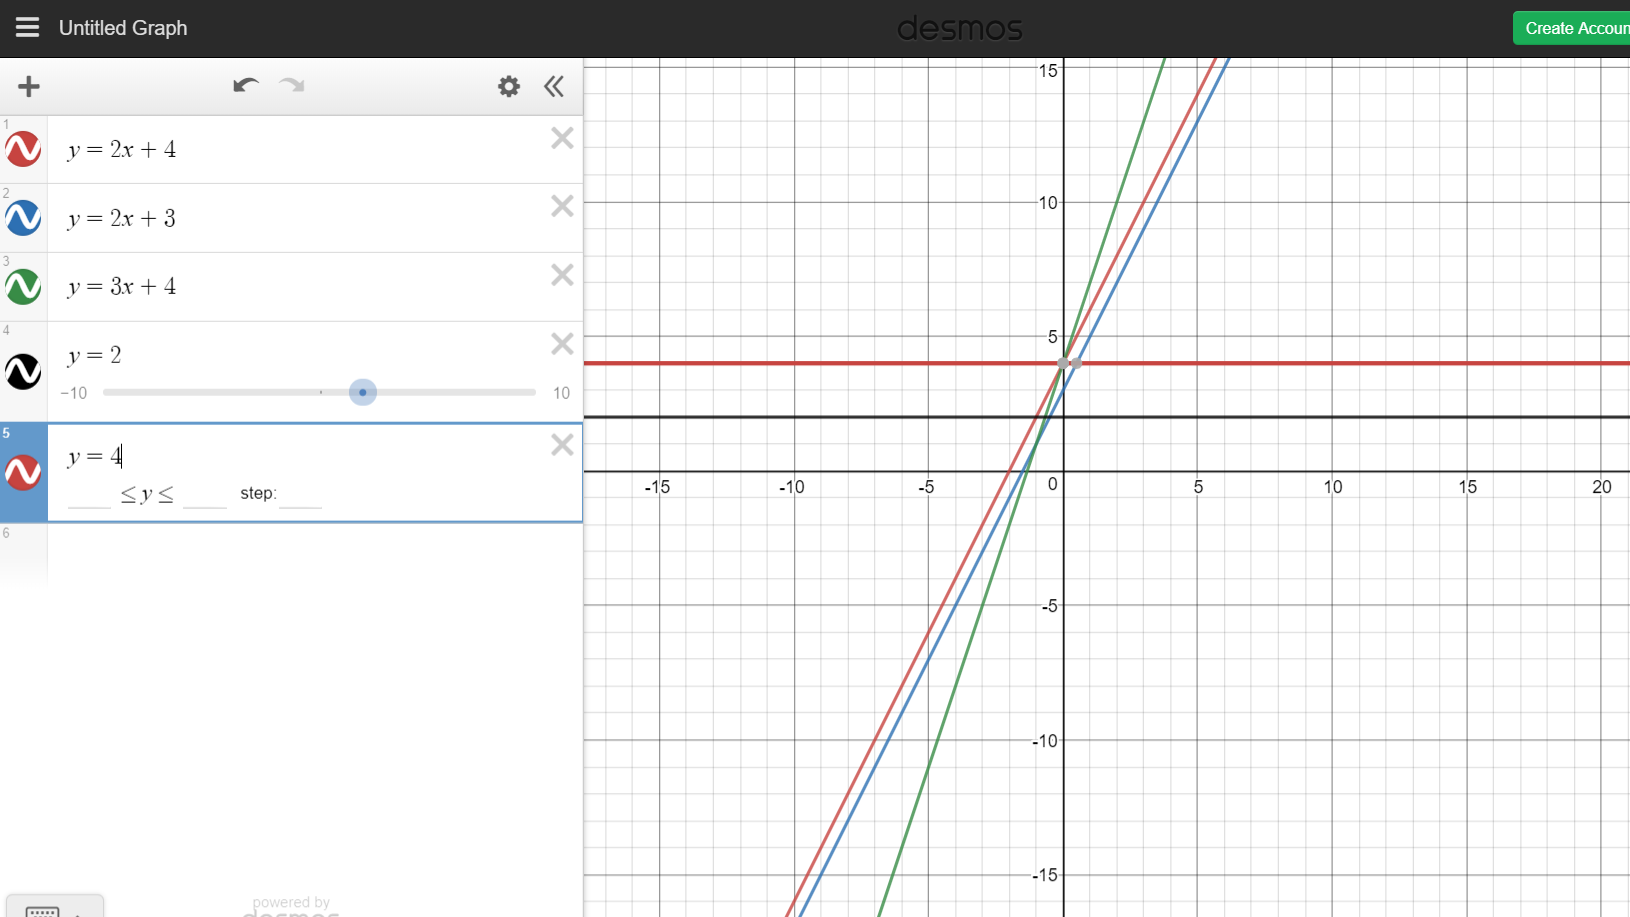 Untitled Graph
desmos
Create Accoun
1
y = 2x + 4
2
y = 2x + 3
3
y = 3x + 4
4
y = 2
−10
10
5
y = 4
≤ y ≤
step:
6
powered by
desmos
15
10
5
-15
-10
-5
0
5
10
15
20
-5
-10
-15